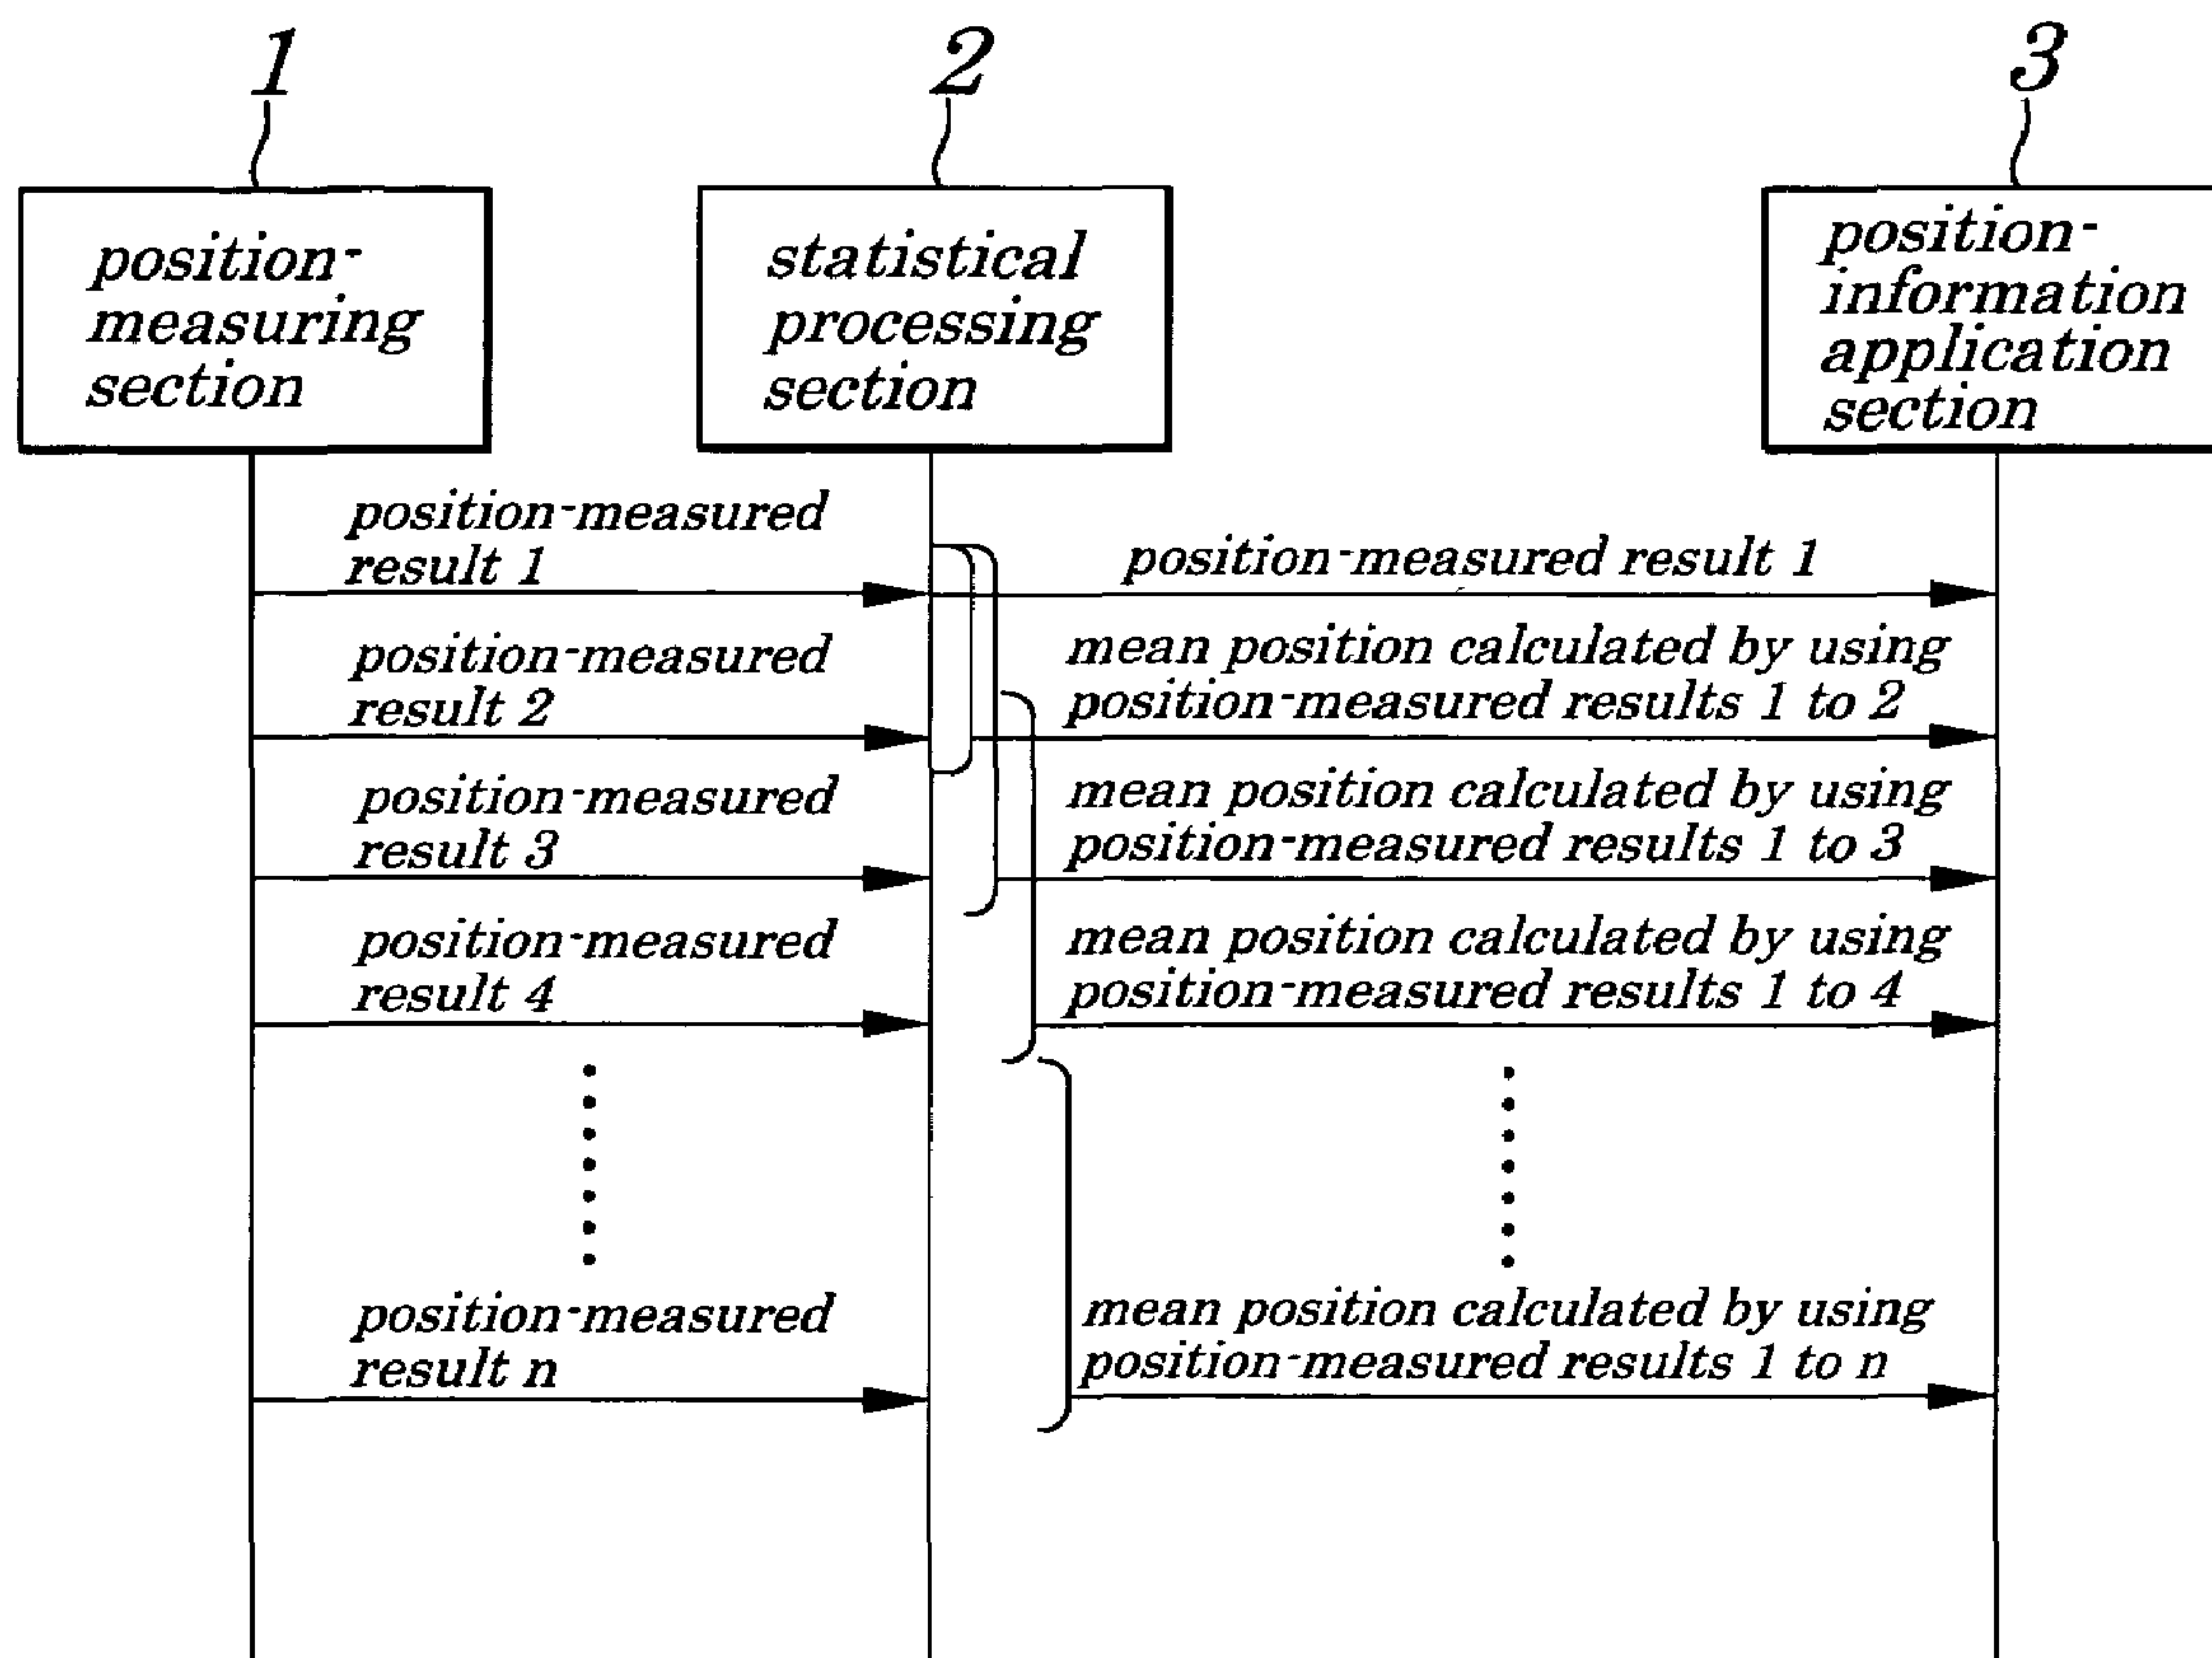 1
2
3
position-
measuring
section
statistical
processing
section
position-
information
application
section
position-measured
result 1
position-measured result 1
position-measured
result 2
mean position calculated by using
position-measured results 1 to 2
position-measured
result 3
mean position calculated by using
position-measured results 1 to 3
position-measured
result 4
mean position calculated by using
position-measured results 1 to 4
position-measured
result n
mean position calculated by using
position-measured results 1 to n